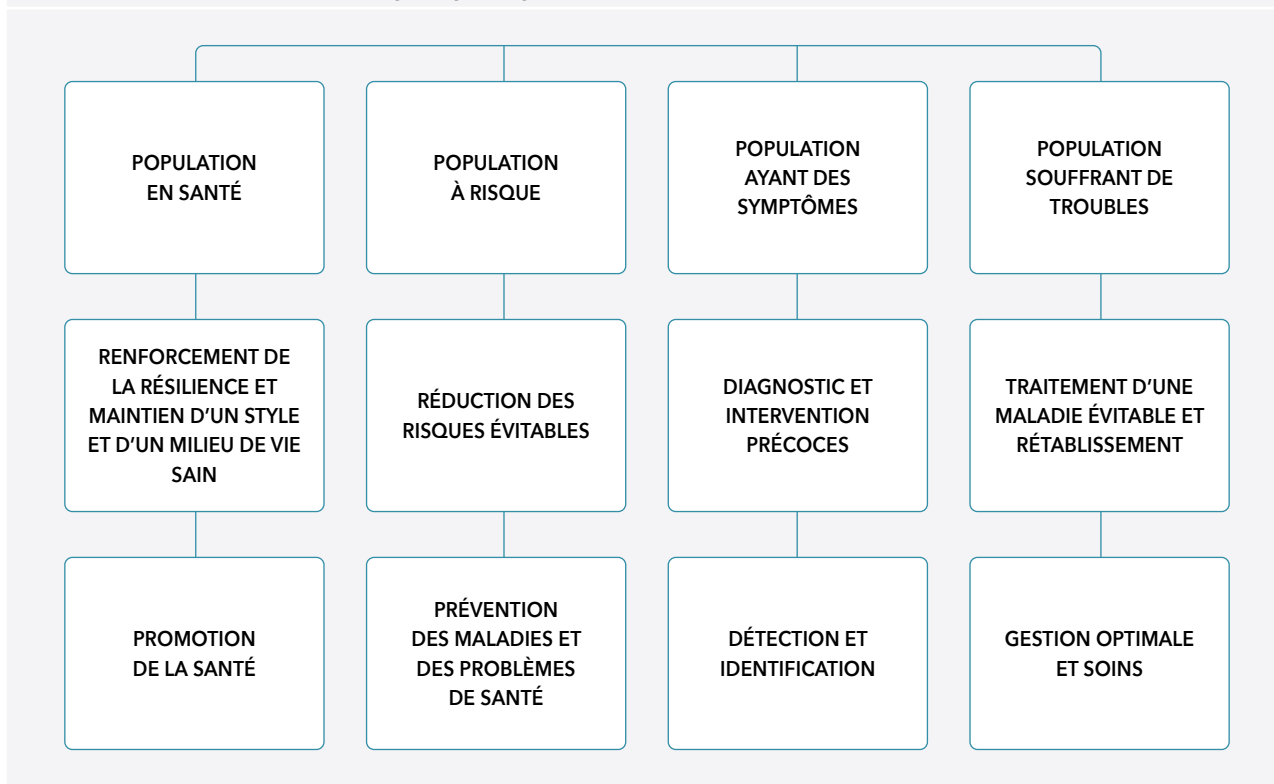 POPULATION
EN SANTÉ
POPULATION
À RISQUE
POPULATION
AYANT DES
SYMPTÔMES
POPULATION
SOUFFRANT DE
TROUBLES
RENFORCEMENT DE
LA RÉSILIENCE ET
MAINTIEN D’UN STYLE
ET D’UN MILIEU DE VIE
SAIN
RÉDUCTION DES
RISQUES ÉVITABLES
DIAGNOSTIC ET
INTERVENTION
PRÉCOCES
TRAITEMENT D’UNE
MALADIE ÉVITABLE ET
RÉTABLISSEMENT
PROMOTION
DE LA SANTÉ
PRÉVENTION
DES MALADIES ET
DES PROBLÈMES
DE SANTÉ
DÉTECTION ET
IDENTIFICATION
GESTION OPTIMALE
ET SOINS